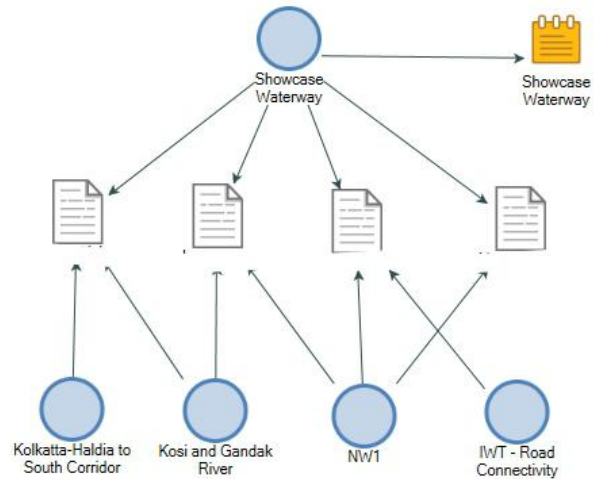 Showcase
Waterway
Showcase
Waterway
Kolkatta-Haldia to
South Corridor
Kosi and Gandak
River
NW1
IWT - Road
Connectivity